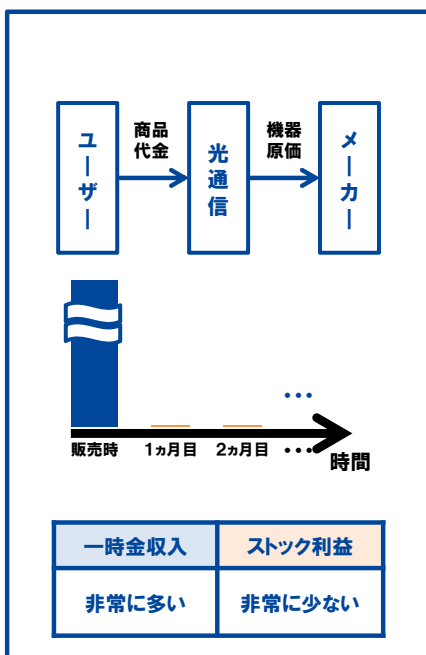 ユーザー
商品
代金
光通信
機器
原価
メーカー
…
販売時 1ヵ月目 2ヵ月目 …
時間
一時金収入 ストック利益
非常に多い 非常に少ない